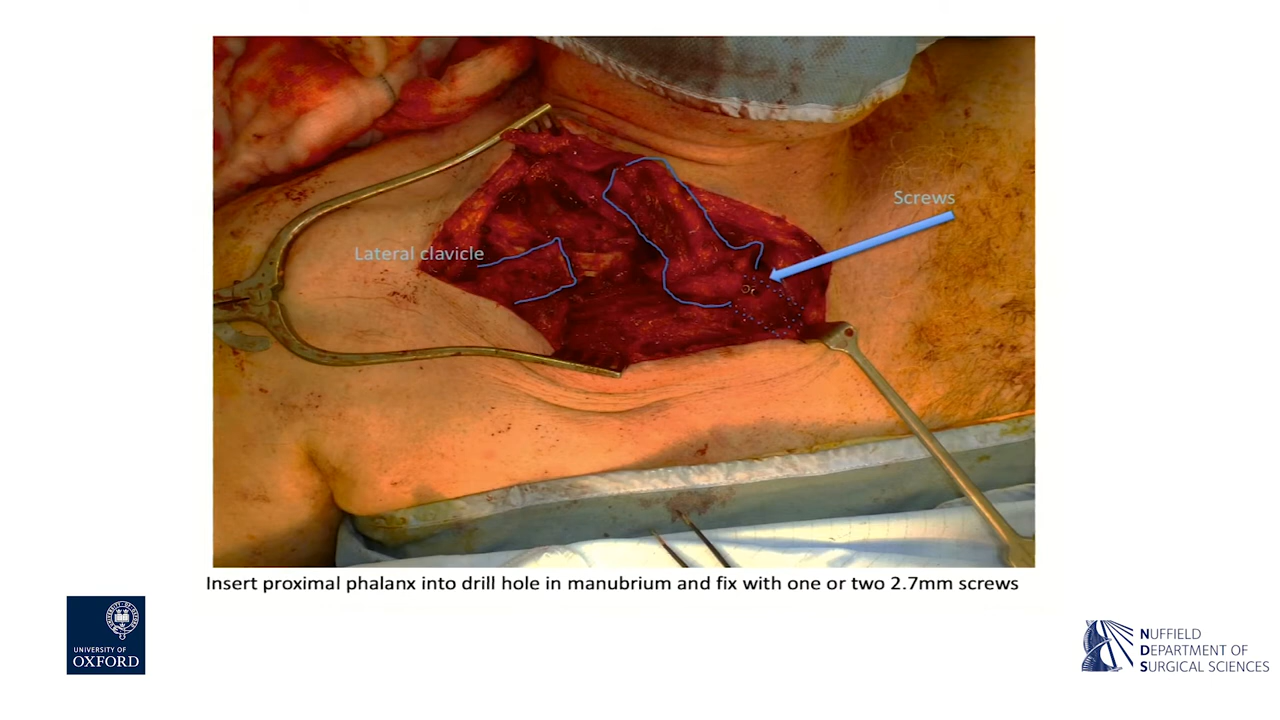 Screws
Lateral clavicle
Insert proximal phalanx into drill hole in manubrium and fix with one or two 2.7mm screws
UNIVERSITY OF
OXFORD
NUFFIELD
DEPARTMENT OF
SURGICAL SCIENCES